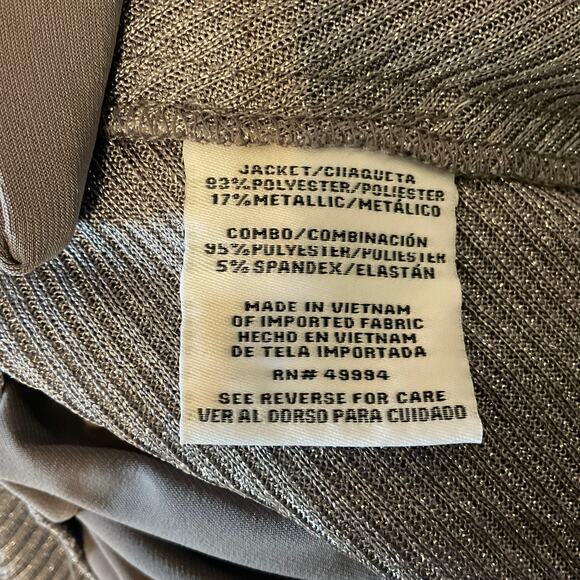 JACKET/CHAQUETA
83% POLYESTER/POLIESTER
17% METALLIC/METÁLICO
COMBO/COMBINACIÓN
95% POLYESTER/POLIESTER
5% SPANDEX/ELASTÁN
MADE IN VIETNAM
OF IMPORTED FABRIC
HECHO EN VIETNAM
DE TELA IMPORTADA
RN# 49994
SEE REVERSE FOR CARE
VER AL DORSO PARA CUIDADO